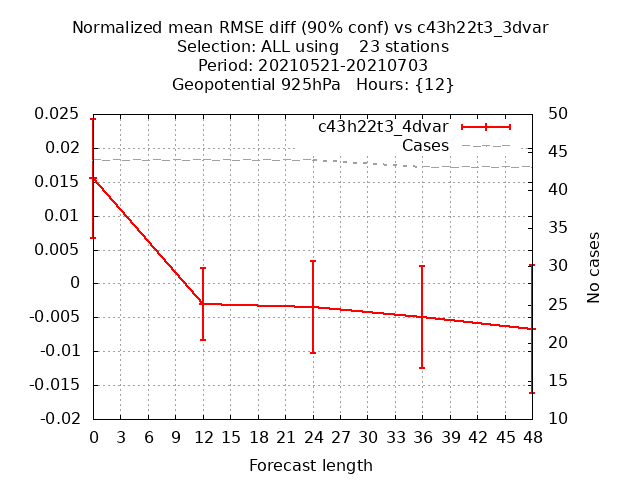 Normalized mean RMSE diff (90% conf) vs c43h22t3_3dvar
Selection: ALL using 23 stations
Period: 20210521-20210703
Geopotential 925hPa Hours: {12}
c43h22t3_4dvar
Cases
0.025
0.02
0.015
0.01
0.005
0
-0.005
-0.01
-0.015
-0.02
50
45
40
35
30
25
20
15
10
No cases
0 3 6 9 12 15 18 21 24 27 30 33 36 39 42 45 48
Forecast length